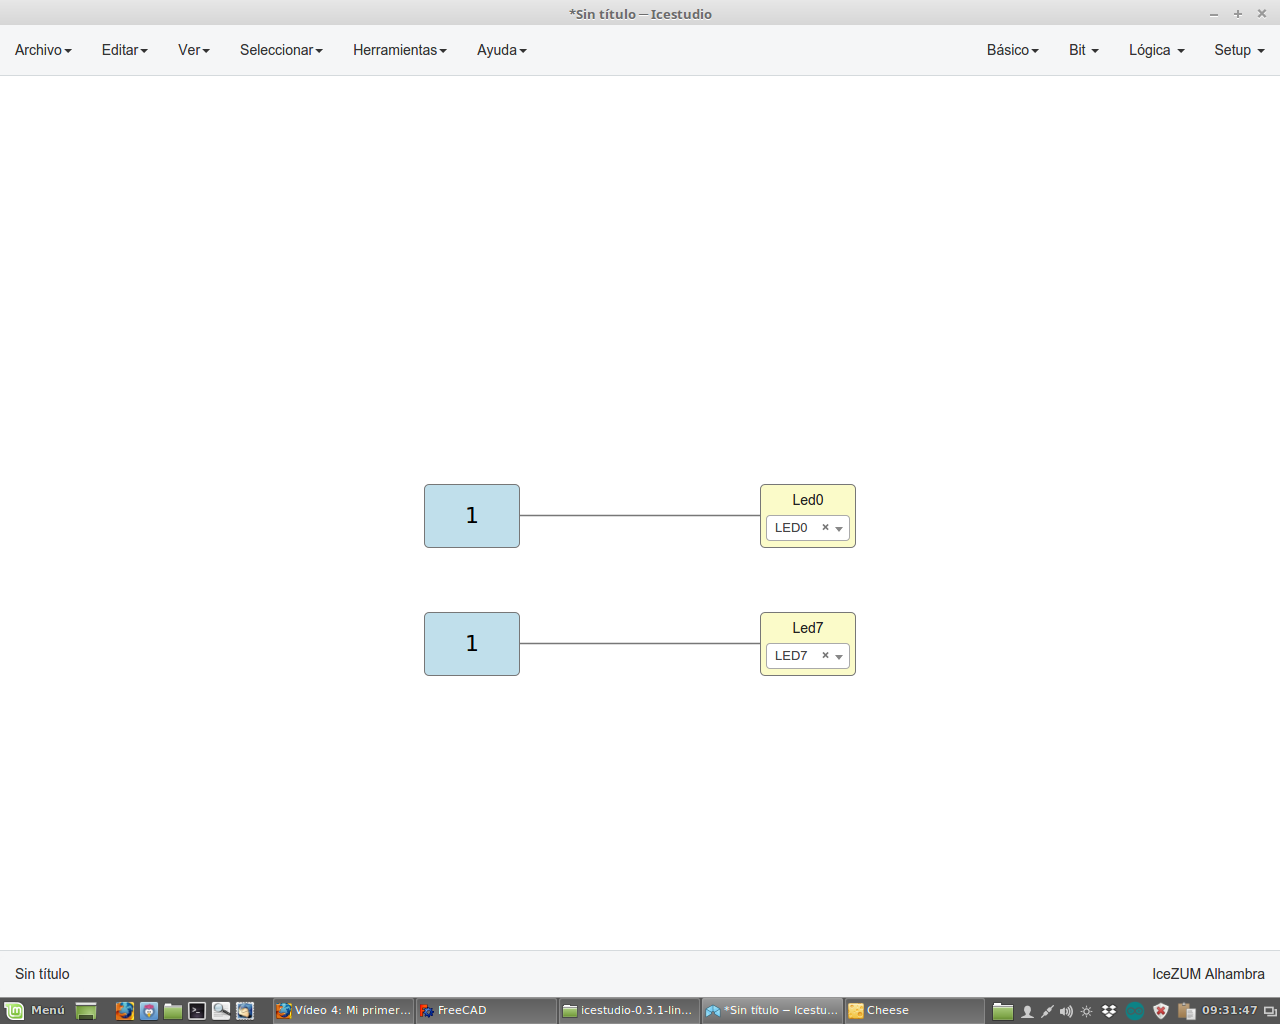 *Sin título — Icestudio
Archivo Editar Ver Seleccionar Herramientas Ayuda Básico Bit Lógica Setup
1 Led0
LED0
1 Led7
LED7
Sin título IceZUM Alhambra
Menú Vídeo 4: Mi primer... FreeCAD icestudio-0.3.1-lin... *Sin título — Icestu... Cheese 09:31:47